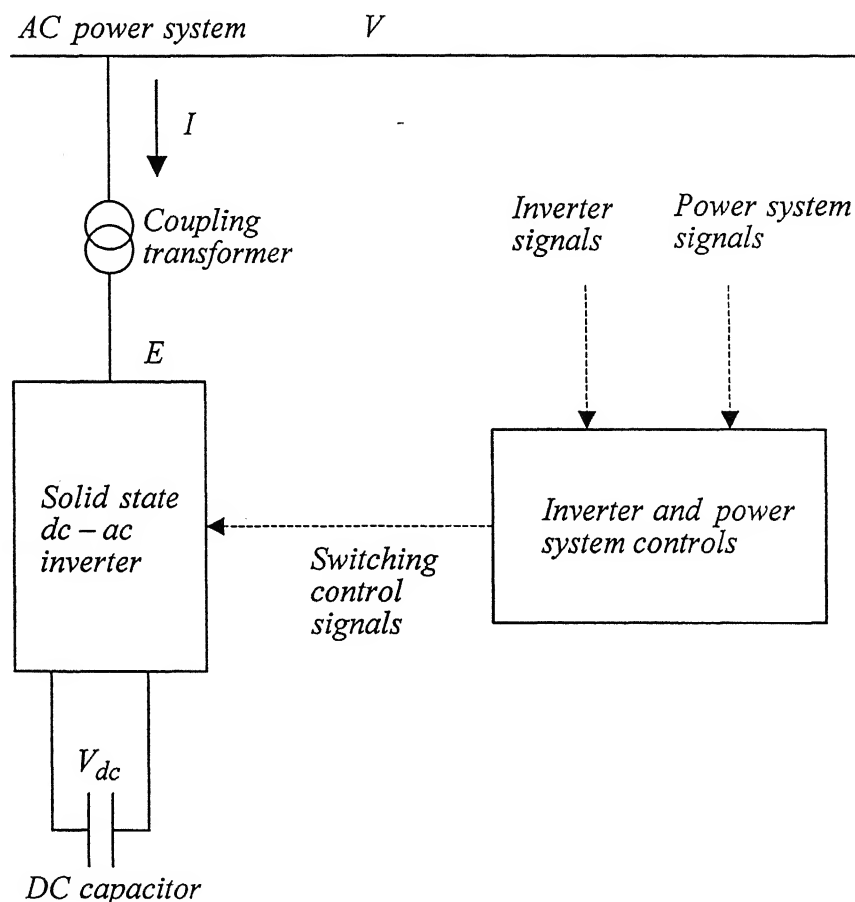 AC power system
V
I
Coupling
transformer
Inverter
signals
Power system
signals
E
Solid state
dc – ac
inverter
Switching
control
signals
Inverter and power
system controls
Vdc
DC capacitor